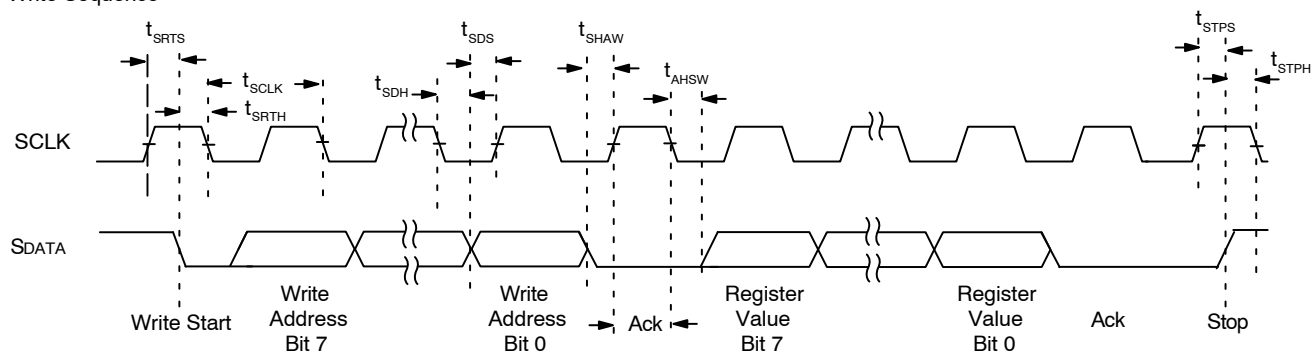 Write Sequence
tSRTS
tSDS
tSHAW
tSTPS
tSCLK
tSDH
tAHSW
tSTPH
tSRTH
SCLK
SDATA
Write Start
Write
Address
Bit 7
Write
Address
Bit 0
Ack
Register
Value
Bit 7
Register
Value
Bit 0
Ack
Stop